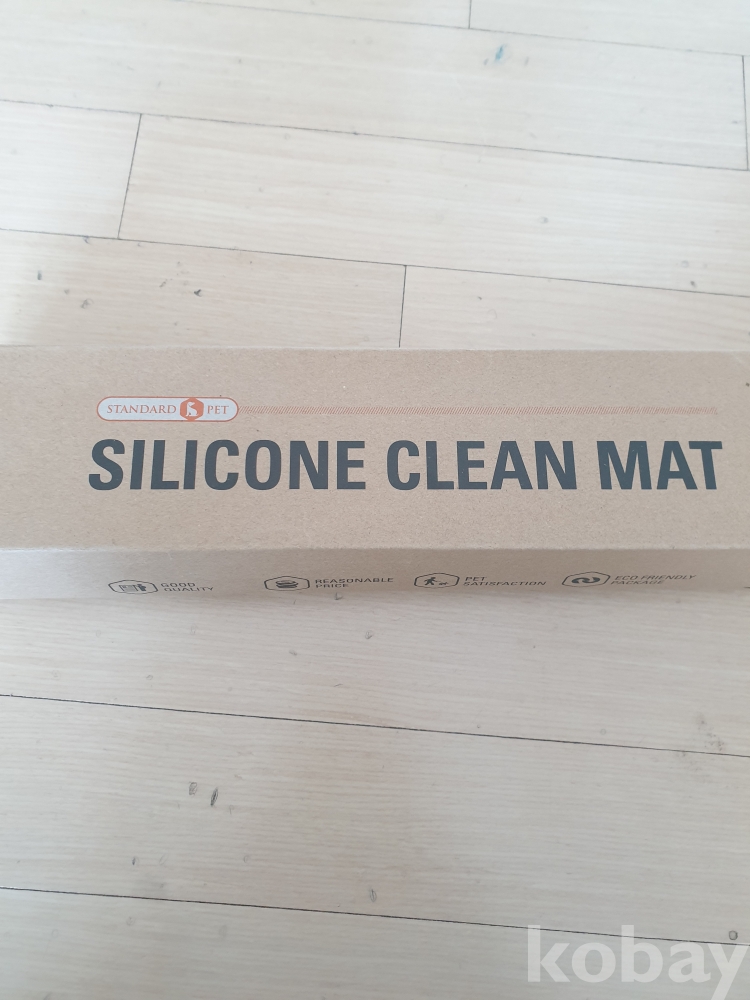 STANDARD PET
SILICONE CLEAN MAT
GOOD
QUALITY
REASONABLE
PRICE
PET
SATISFACTION
ECO FRIENDLY
PACKAGE
kobay